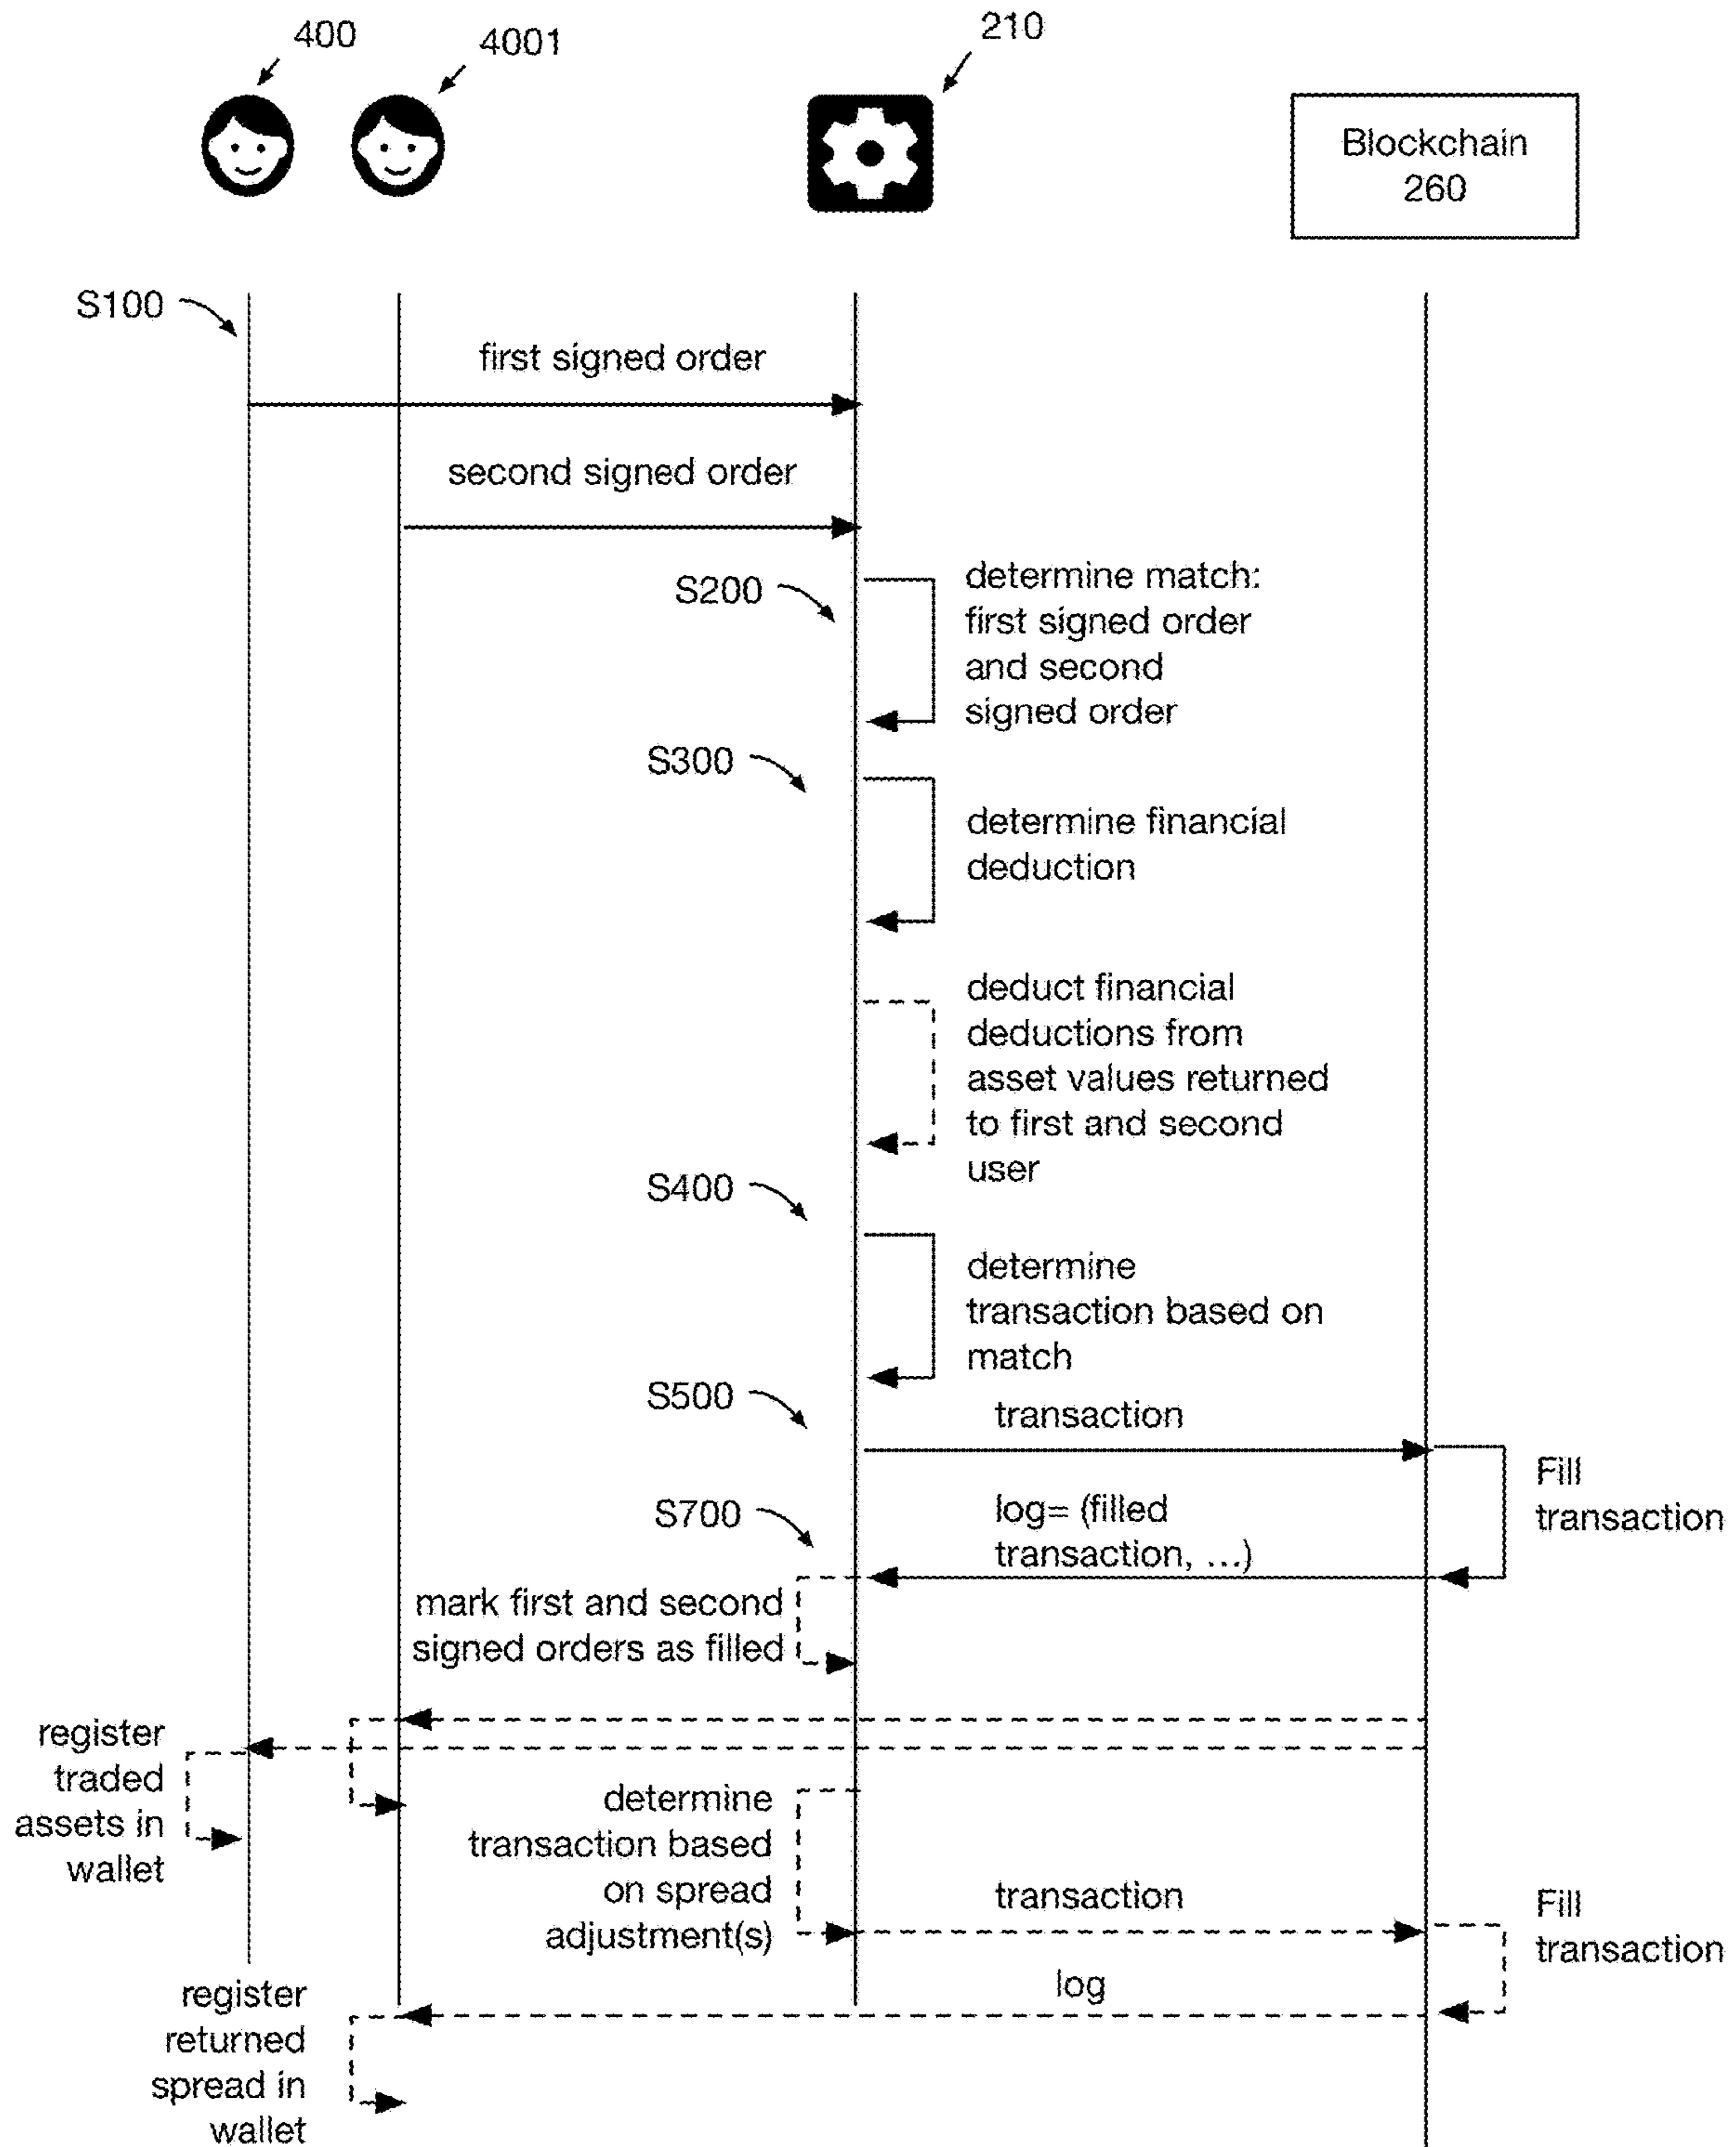 400
4001
210
Blockchain
260
S100
first signed order
second signed order
S200
determine match:
first signed order
and second
signed order
S300
determine financial
deduction
deduct financial
deductions from
asset values returned
to first and second
user
S400
determine
transaction based on
match
S500
transaction
Fill
transaction
S700
log= (filled
transaction, ...)
mark first and second
signed orders as filled
register
traded
assets in
wallet
determine
transaction based
on spread
adjustment(s)
transaction
Fill
transaction
log
register
returned
spread in
wallet